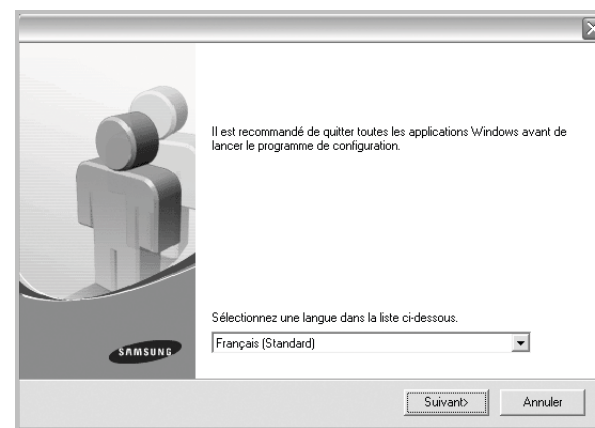 Il est recommandé de quitter toutes les applications Windows avant de
lancer le programme de configuration.
Sélectionnez une langue dans la liste ci-dessous.
SAMSUNG
Français (Standard)
Suivant>
Annuler